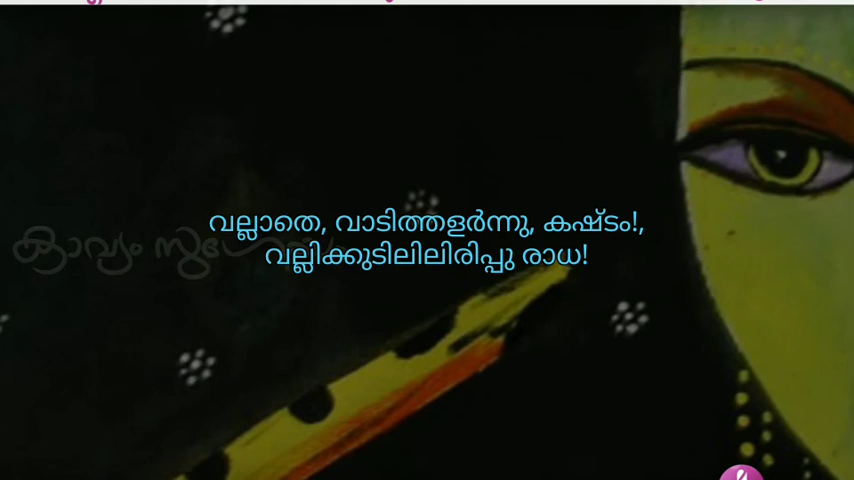 വല്ലാതെ, വാടിത്തളർന്നു, കഷ്ടം!,
വല്ലിക്കുടിലിലിരിപ്പു രാധ!
കാവ്യം